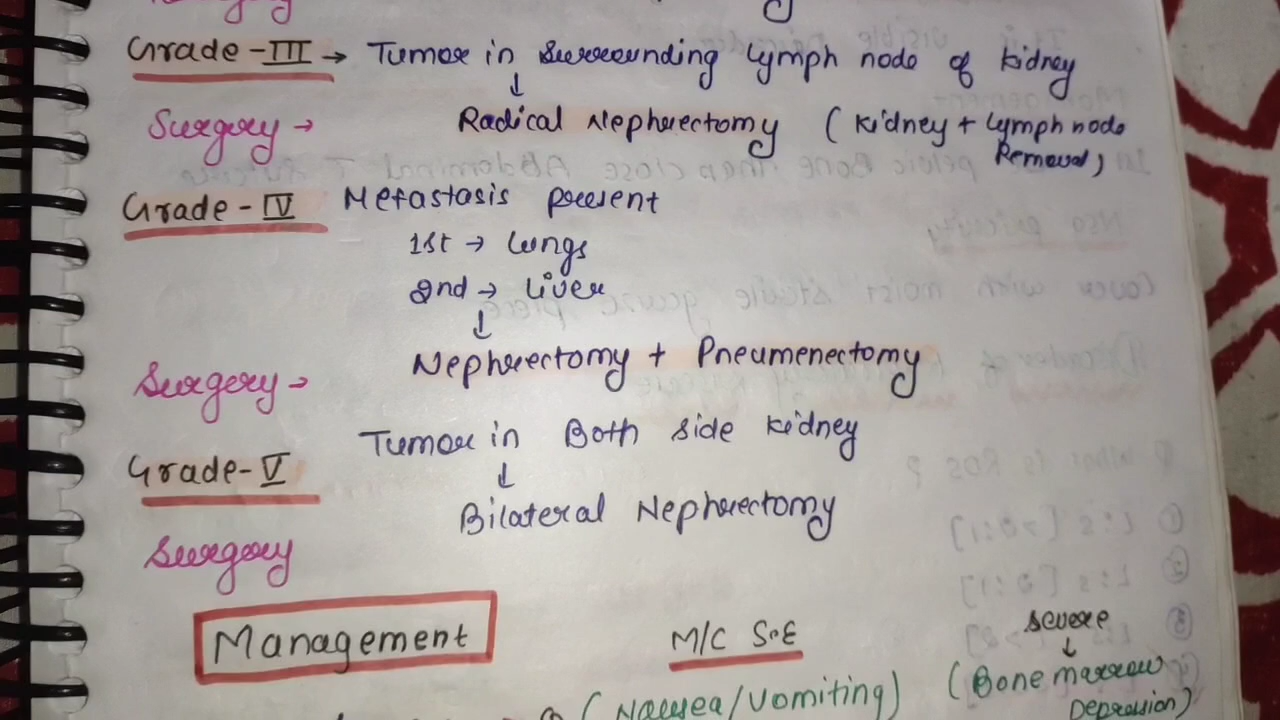 Grade-III → Tumor in Surrounding lymph node of kidney
↓
Surgery → Radical Nephrectomy (Kidney + lymph node
Removal)
Grade-IV Metastasis present
1st → Lungs
2nd → Liver
↓
Surgery → Nephrectomy + Pneumenectomy
Grade-V Tumor in Both side kidney
↓
Surgery Bilateral Nephrectomy
Management M/C S.E severe
↓
(Nausea/Vomiting) (Bone marrow
Depression)